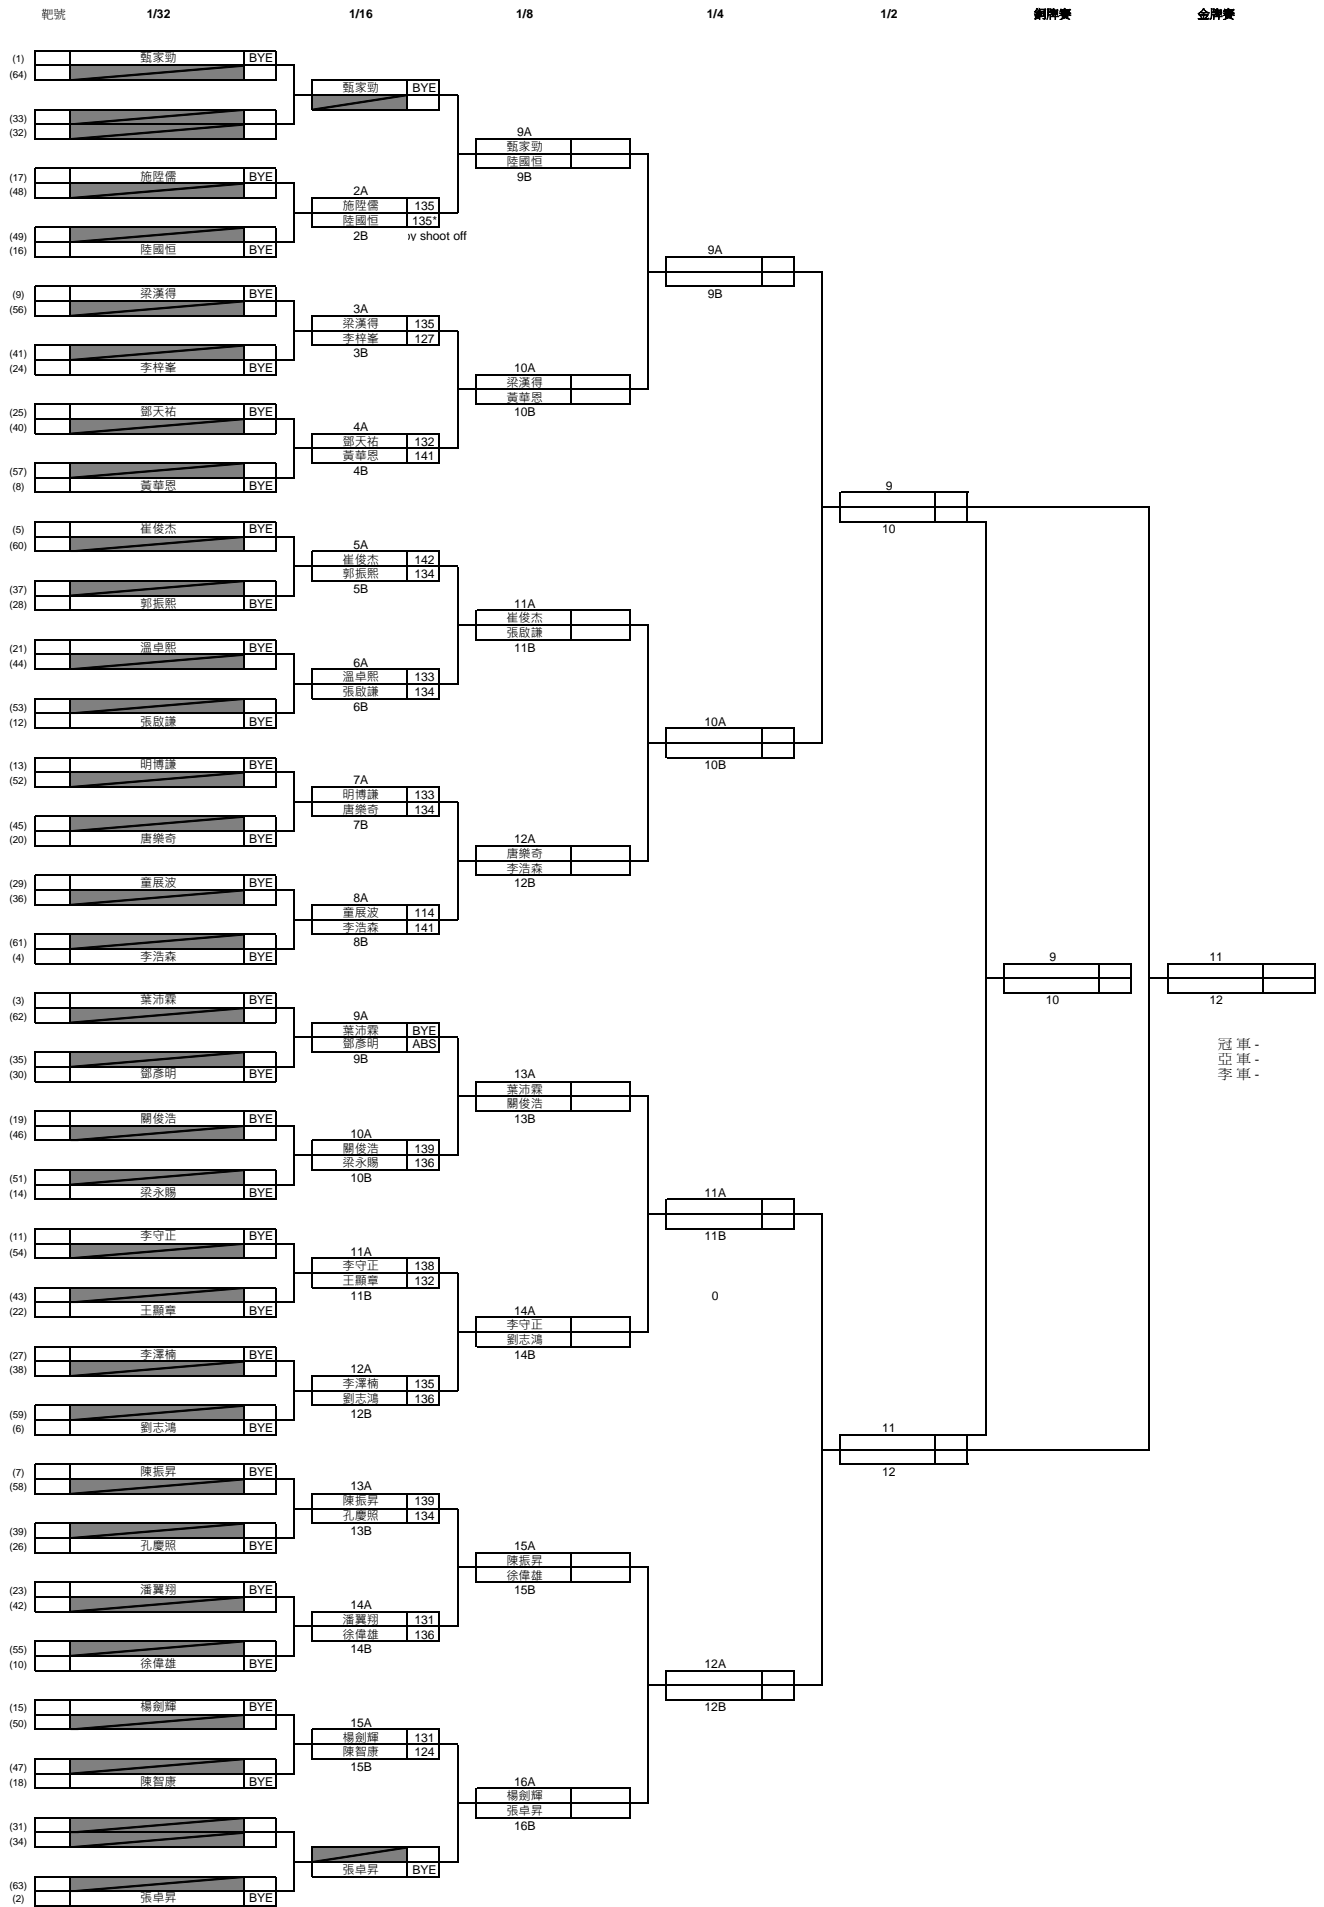 靶號 1/32 1/16 1/8 1/4 1/2 銅牌賽 金牌賽
(1) 甄家勁 BYE
(64)
甄家勁 BYE
(33)
(32)
9A
甄家勁
陸國恒
9B
(17) 施陞儒 BYE
(48)
2A
施陞儒 135
陸國恒 135*
2B y shoot off
(49)
(16) 陸國恒 BYE
9A
9B
(9) 梁漢得 BYE
(56)
3A
梁漢得 135
李梓峯 127
3B
(41)
(24) 李梓峯 BYE
10A
梁漢得
黃華恩
10B
(25) 鄧天祐 BYE
(40)
4A
鄧天祐 132
黃華恩 141
4B
(57)
(8) 黃華恩 BYE
9
10
(5) 崔俊杰 BYE
(60)
5A
崔俊杰 142
郭振熙 134
5B
(37)
(28) 郭振熙 BYE
11A
崔俊杰
張啟謙
11B
(21) 溫卓熙 BYE
(44)
6A
溫卓熙 133
張啟謙 134
6B
(53)
(12) 張啟謙 BYE
10A
10B
(13) 明博謙 BYE
(52)
7A
明博謙 133
唐樂奇 134
7B
(45)
(20) 唐樂奇 BYE
12A
唐樂奇
李浩森
12B
(29) 童展波 BYE
(36)
8A
童展波 114
李浩森 141
8B
(61)
(4) 李浩森 BYE
9
10
11
12
(3) 葉沛霖 BYE
(62)
9A
葉沛霖 BYE
鄧彥明 ABS
9B
冠 軍 -
亞 軍 -
季 軍 -
(35)
(30) 鄧彥明 BYE
13A
葉沛霖
關俊浩
13B
(19) 關俊浩 BYE
(46)
10A
關俊浩 139
梁永賜 136
10B
(51)
(14) 梁永賜 BYE
11A
11B
(11) 李守正 BYE
(54)
11A
李守正 138
王顯章 132
11B
0
(43)
(22) 王顯章 BYE
14A
李守正
劉志鴻
14B
(27) 李澤楠 BYE
(38)
12A
李澤楠 135
劉志鴻 136
12B
(59)
(6) 劉志鴻 BYE
11
12
(7) 陳振昇 BYE
(58)
13A
陳振昇 139
孔慶照 134
13B
(39)
(26) 孔慶照 BYE
15A
陳振昇
徐偉雄
15B
(23) 潘翼翔 BYE
(42)
14A
潘翼翔 131
徐偉雄 136
14B
(55)
(10) 徐偉雄 BYE
12A
12B
(15) 楊劍輝 BYE
(50)
15A
楊劍輝 131
陳智康 124
15B
(47)
(18) 陳智康 BYE
16A
楊劍輝
張卓昇
16B
(31)
(34)
張卓昇 BYE
(63)
(2) 張卓昇 BYE